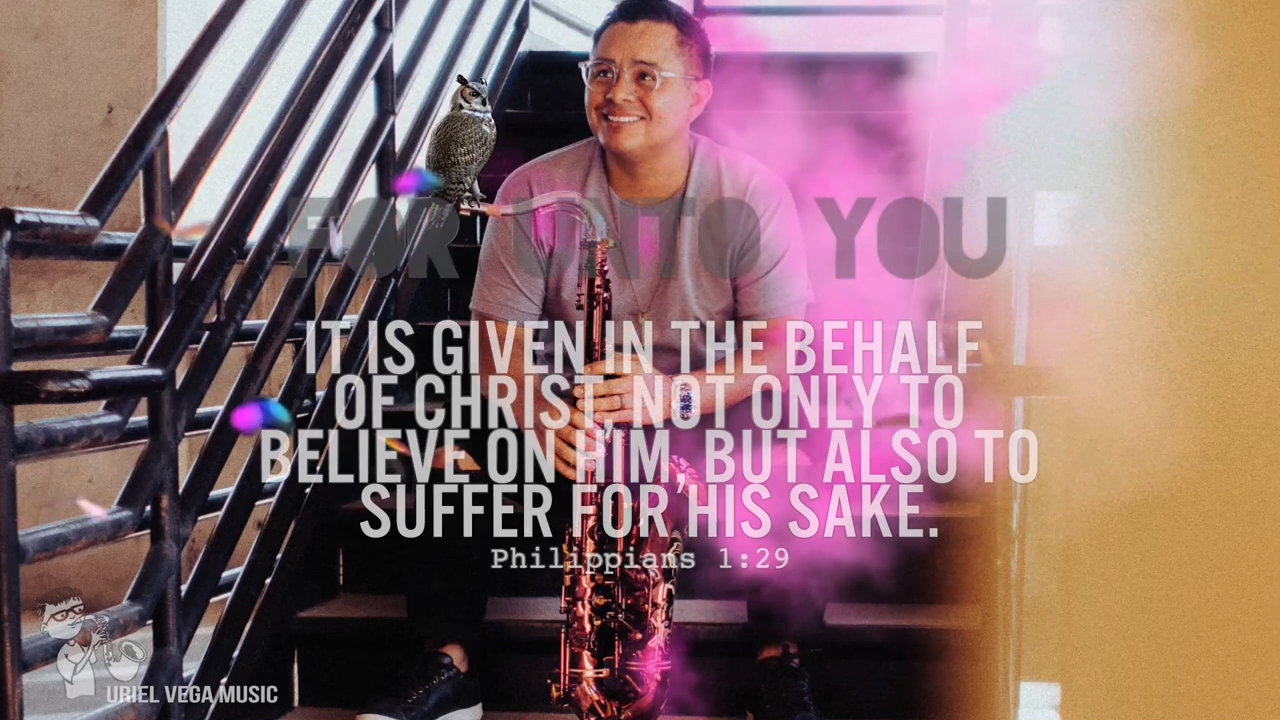 FOR UNTO YOU
IT IS GIVEN IN THE BEHALF
OF CHRIST, NOT ONLY TO
BELIEVE ON HIM, BUT ALSO TO
SUFFER FOR HIS SAKE.
Philippians 1:29
URIEL VEGA MUSIC